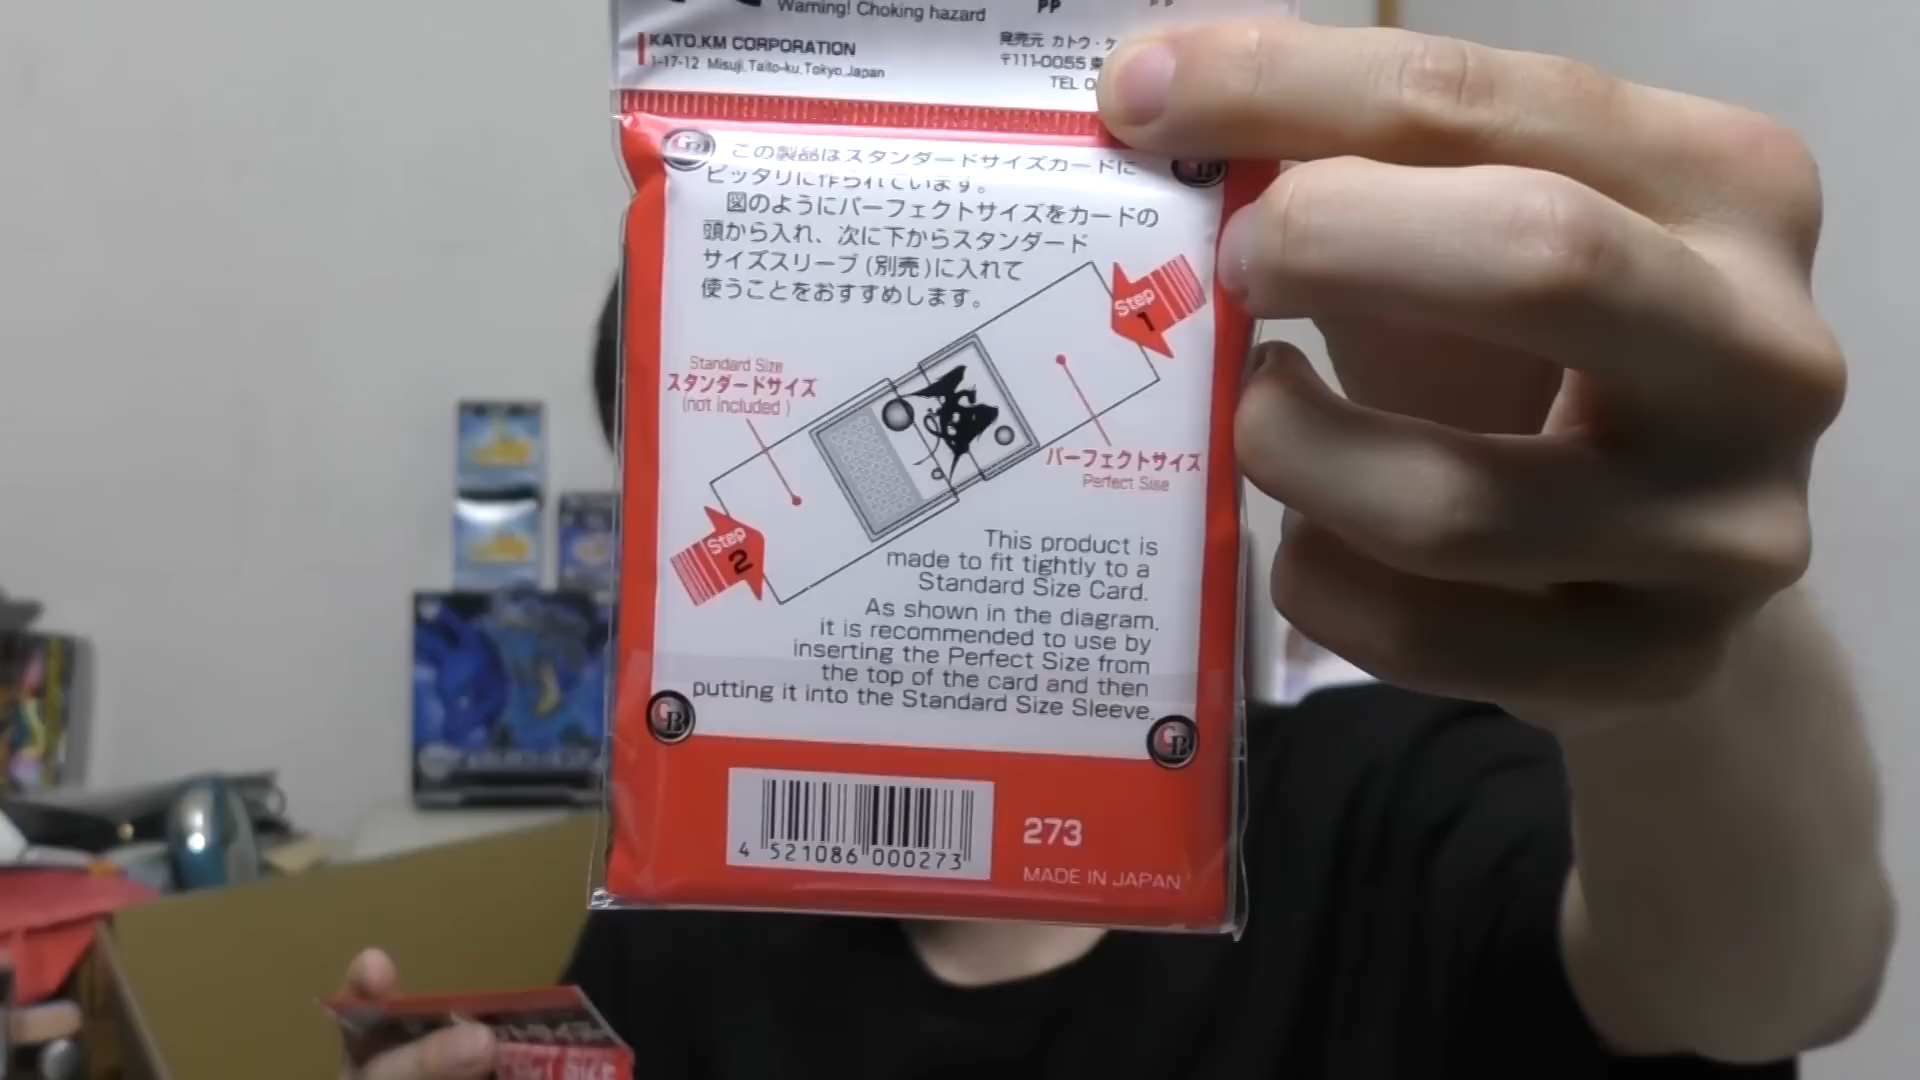 Warning! Choking hazard
PP
KATO.KM CORPORATION
1-17-12 Misuji,Taito-ku,Tokyo,Japan
発売元 カトウ・ケ
〒111-0055 東
TEL 0
この製品はスタンダードサイズカードに
ピッタリに作られています。
図のようにパーフェクトサイズをカードの
頭から入れ、次に下からスタンダード
サイズスリーブ(別売)に入れて
使うことをおすすめします。
Step 1
Standard Size
スタンダードサイズ
(not included )
パーフェクトサイズ
Perfect Sise
Step 2
This product is
made to fit tightly to a
Standard Size Card.
As shown in the diagram,
it is recommended to use by
inserting the Perfect Size from
the top of the card and then
putting it into the Standard Size Sleeve.
4 521086 000273
273
MADE IN JAPAN